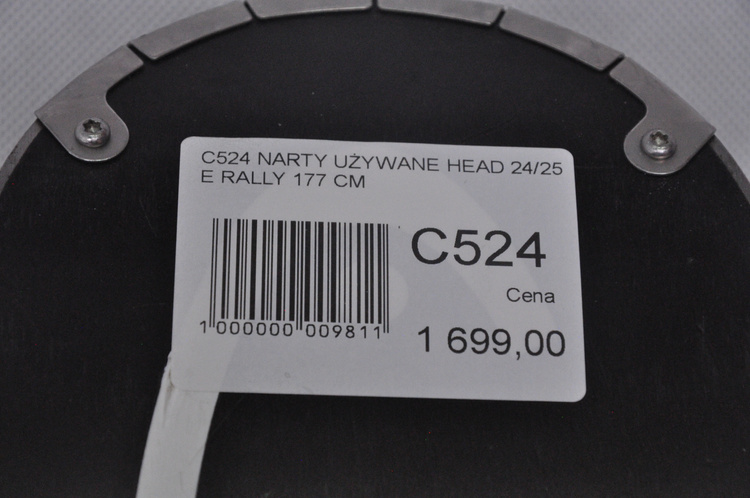 C524 NARTY UŻYWANE HEAD 24/25
E RALLY 177 CM
C524
Cena
1 000000 009811
1 699,00